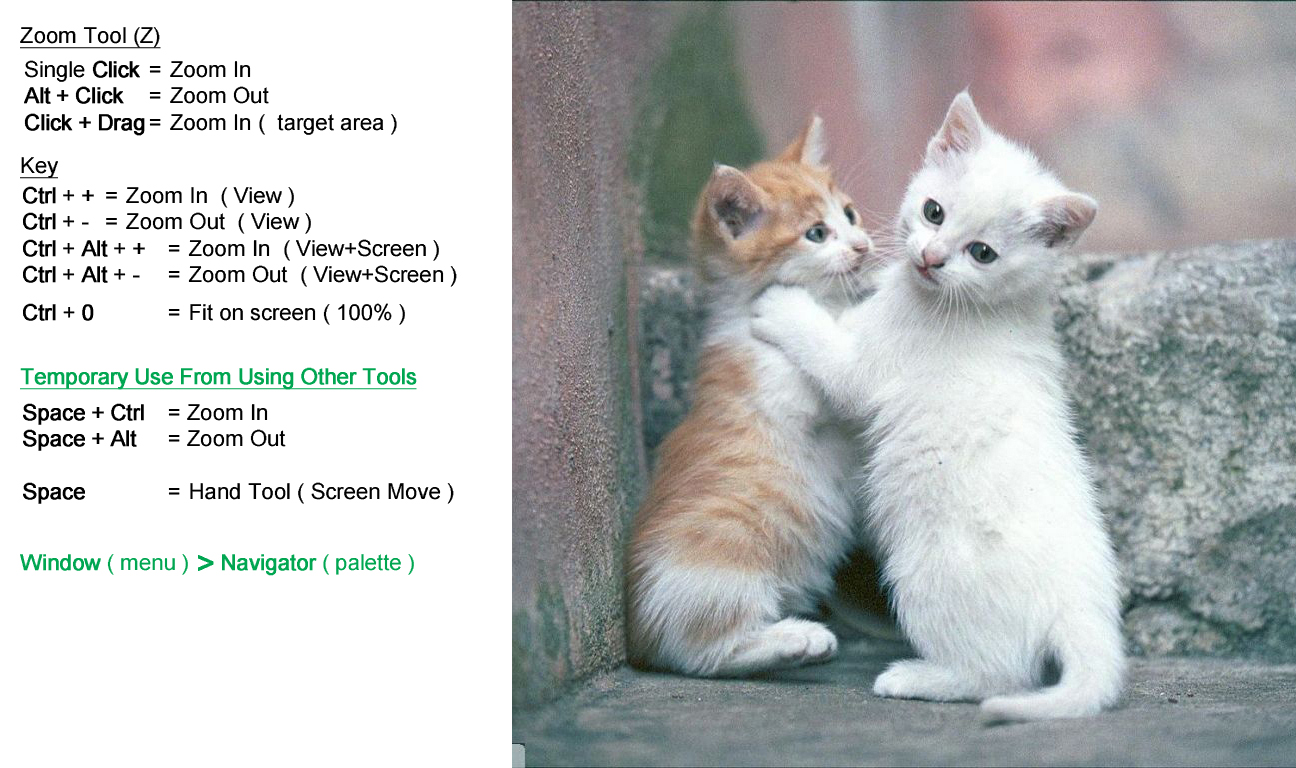 Zoom Tool (Z)
Single Click = Zoom In
Alt + Click = Zoom Out
Click + Drag = Zoom In ( target area )
Key
Ctrl + + = Zoom In ( View )
Ctrl + - = Zoom Out ( View )
Ctrl + Alt + + = Zoom In ( View+Screen )
Ctrl + Alt + - = Zoom Out ( View+Screen )
Ctrl + 0 = Fit on screen ( 100% )
Temporary Use From Using Other Tools
Space + Ctrl = Zoom In
Space + Alt = Zoom Out
Space = Hand Tool ( Screen Move )
Window ( menu ) > Navigator ( palette )